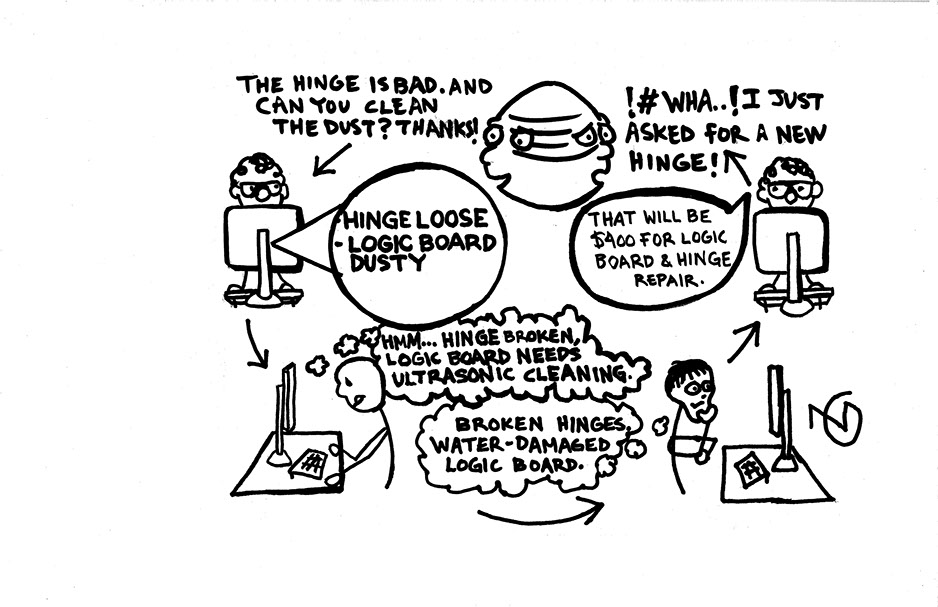 THE HINGE IS BAD. AND
CAN YOU CLEAN
THE DUST? THANKS!
HINGE LOOSE
- LOGIC BOARD
DUSTY
HMM... HINGE BROKEN,
LOGIC BOARD NEEDS
ULTRASONIC CLEANING.
BROKEN HINGES,
WATER-DAMAGED
LOGIC BOARD.
THAT WILL BE
$900 FOR LOGIC
BOARD & HINGE
REPAIR.
!# WHA..! I JUST
ASKED FOR A NEW
HINGE!